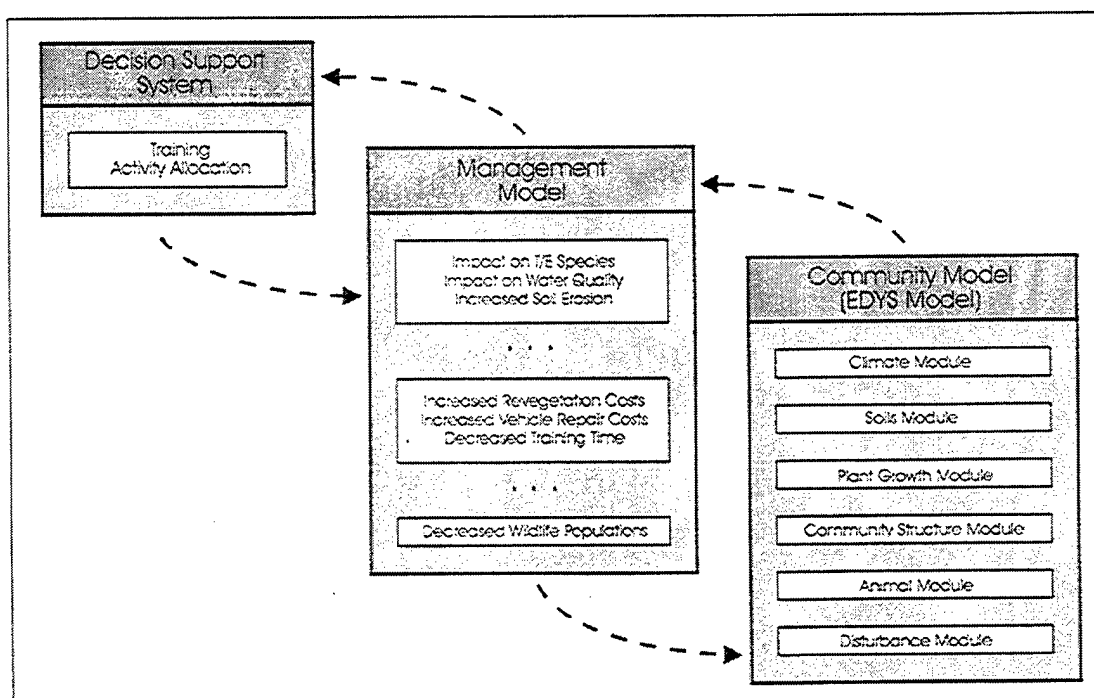 Decision Support
System
Training
Activity Allocation
Management
Model
Impact on T/E Species
Impact on Water Quality
Increased Soil Erosion
. . .
Increased Revegetation Costs
Increased Vehicle Repair Costs
Decreased Training Time
. . .
Decreased Wildlife Populations
Community Model
(EDYS Model)
Climate Module
Soils Module
Plant Growth Module
Community Structure Module
Animal Module
Disturbance Module